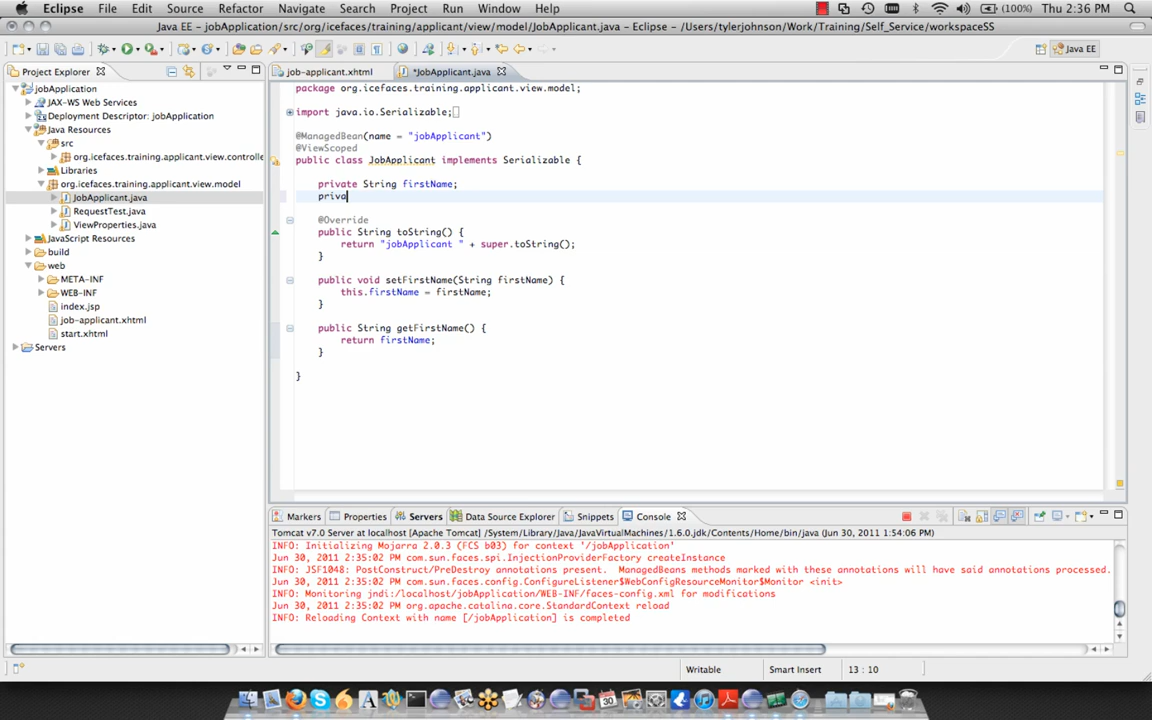 Eclipse File Edit Source Refactor Navigate Search Project Run Window Help (100%) Thu 2:36 PM
Java EE – jobApplication/src/org/icefaces/training/applicant/view/model/JobApplicant.java – Eclipse – /Users/tylerjohnson/Work/Training/Self_Service/workspaceSS
Java EE
Project Explorer
job-applicant.xhtml
*JobApplicant.java
jobApplication
JAX-WS Web Services
Deployment Descriptor: jobApplication
Java Resources
src
org.icefaces.training.applicant.view.controlle
Libraries
org.icefaces.training.applicant.view.model
JobApplicant.java
RequestTest.java
ViewProperties.java
JavaScript Resources
build
web
META-INF
WEB-INF
index.jsp
job-applicant.xhtml
start.xhtml
Servers
package org.icefaces.training.applicant.view.model;
import java.io.Serializable;
@ManagedBean(name = "jobApplicant")
@ViewScoped
public class JobApplicant implements Serializable {
private String firstName;
priva
@Override
public String toString() {
return "jobApplicant " + super.toString();
}
public void setFirstName(String firstName) {
this.firstName = firstName;
}
public String getFirstName() {
return firstName;
}
}
Markers Properties Servers Data Source Explorer Snippets Console
Tomcat v7.0 Server at localhost [Apache Tomcat] /System/Library/Java/JavaVirtualMachines/1.6.0.jdk/Contents/Home/bin/java (Jun 30, 2011 1:54:06 PM)
INFO: Initializing Mojarra 2.0.3 (FCS b03) for context '/jobApplication'
Jun 30, 2011 2:35:02 PM com.sun.faces.spi.InjectionProviderFactory createInstance
INFO: JSF1048: PostConstruct/PreDestroy annotations present.  ManagedBeans methods marked with these annotations will have said annotations processed.
Jun 30, 2011 2:35:02 PM com.sun.faces.config.ConfigureListener$WebConfigResourceMonitor$Monitor <init>
INFO: Monitoring jndi:/localhost/jobApplication/WEB-INF/faces-config.xml for modifications
Jun 30, 2011 2:35:02 PM org.apache.catalina.core.StandardContext reload
INFO: Reloading Context with name [/jobApplication] is completed
Writable Smart Insert 13 : 10